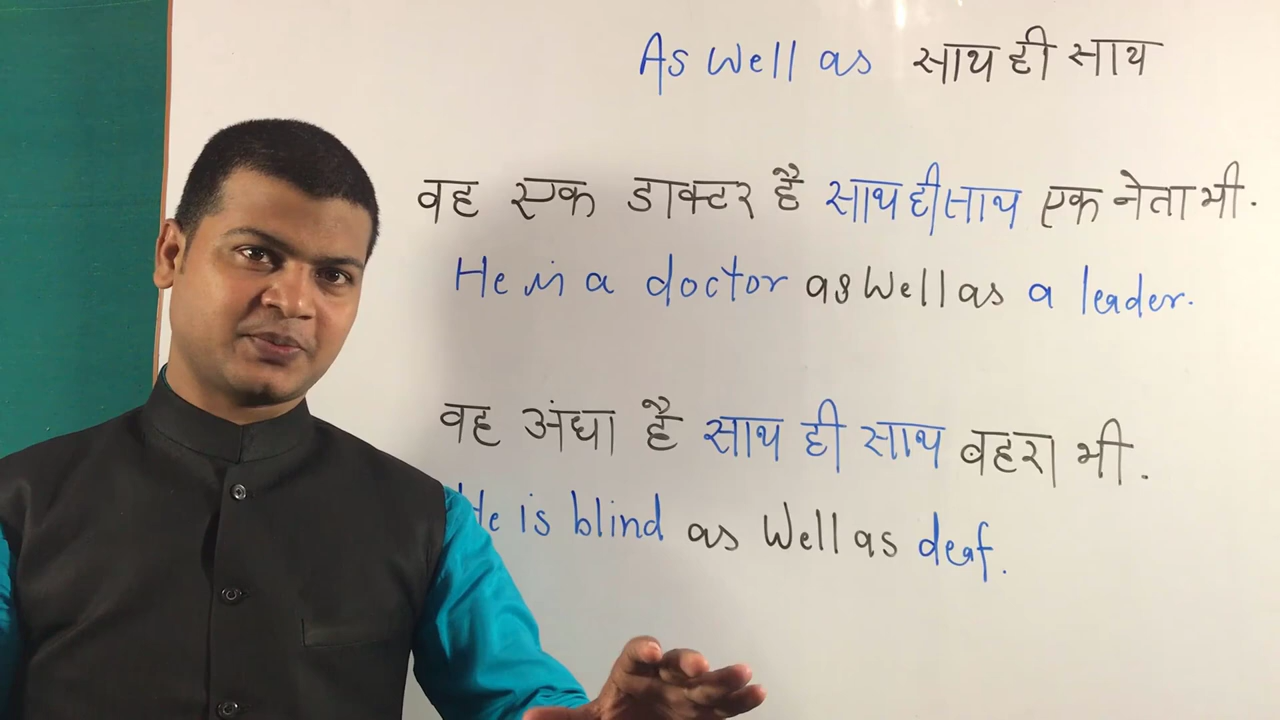 As Well as साथ ही साथ
वह एक डाक्टर है साथ ही साथ एक नेता भी.
He is a doctor as Well as a leader.
वह अंधा है साथ ही साथ बहरा भी.
He is blind as Well as deaf.